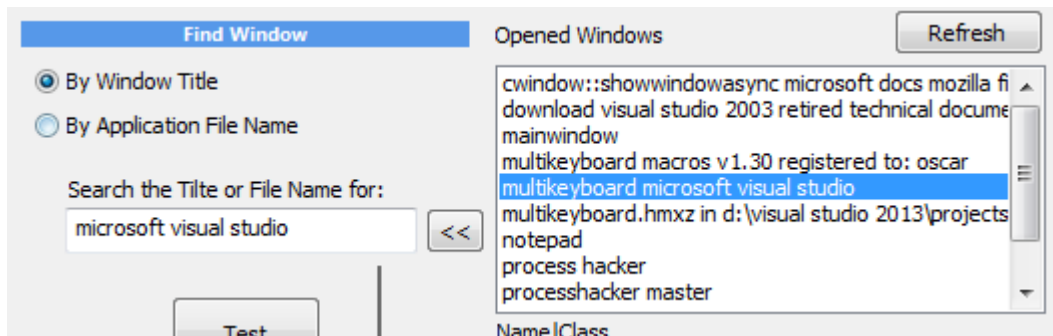 Find Window
By Window Title
By Application File Name
Search the Tilte or File Name for:
microsoft visual studio
<<
Test
Opened Windows
Refresh
cwindow::showwindowasync microsoft docs mozilla fi
download visual studio 2003 retired technical docume
mainwindow
multikeyboard macros v1.30 registered to: oscar
multikeyboard microsoft visual studio
multikeyboard.hmxz in d:\visual studio 2013\projects
notepad
process hacker
processhacker master
Name|Class